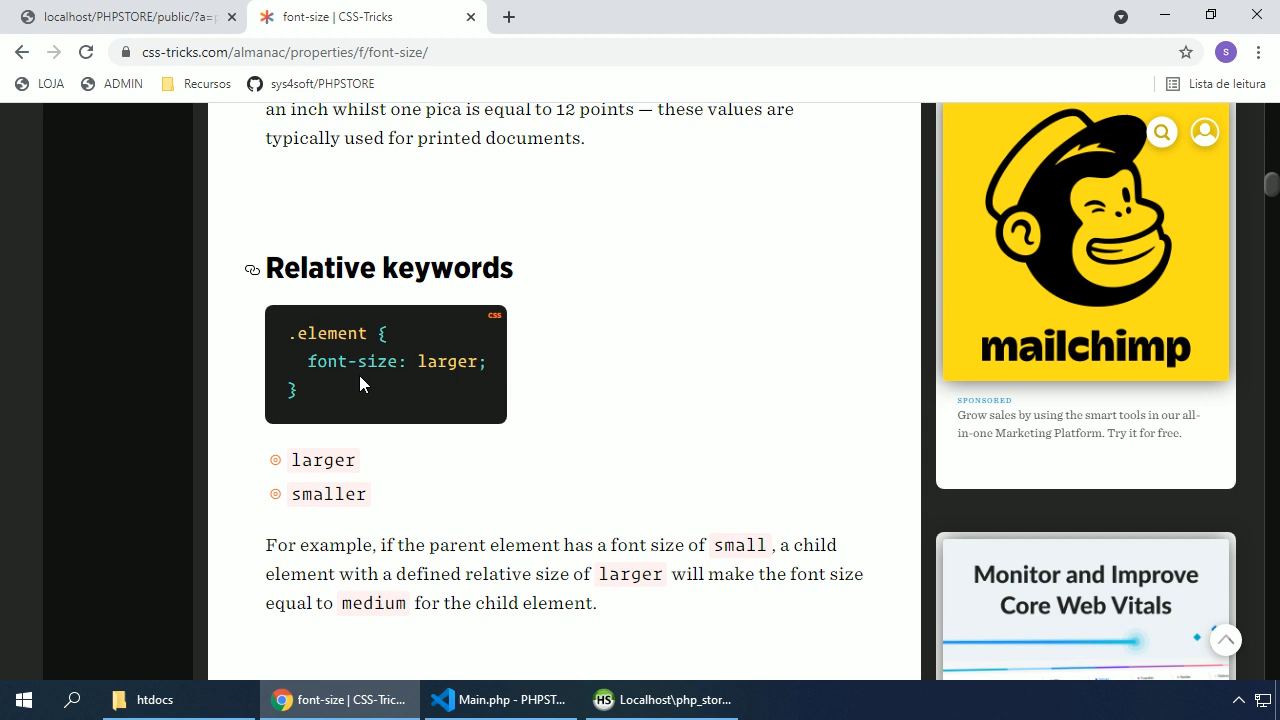 localhost/PHPSTORE/public/?a=p
font-size | CSS-Tricks
css-tricks.com/almanac/properties/f/font-size/
S
LOJA
ADMIN
Recursos
sys4soft/PHPSTORE
Lista de leitura
an inch whilst one pica is equal to 12 points — these values are
typically used for printed documents.
Relative keywords
CSS
.element {
font-size: larger;
}
larger
smaller
For example, if the parent element has a font size of small, a child
element with a defined relative size of larger will make the font size
equal to medium for the child element.
mailchimp
SPONSORED
Grow sales by using the smart tools in our all-
in-one Marketing Platform. Try it for free.
Monitor and Improve
Core Web Vitals
htdocs
font-size | CSS-Tric...
Main.php - PHPST...
HS
Localhost\php_stor...